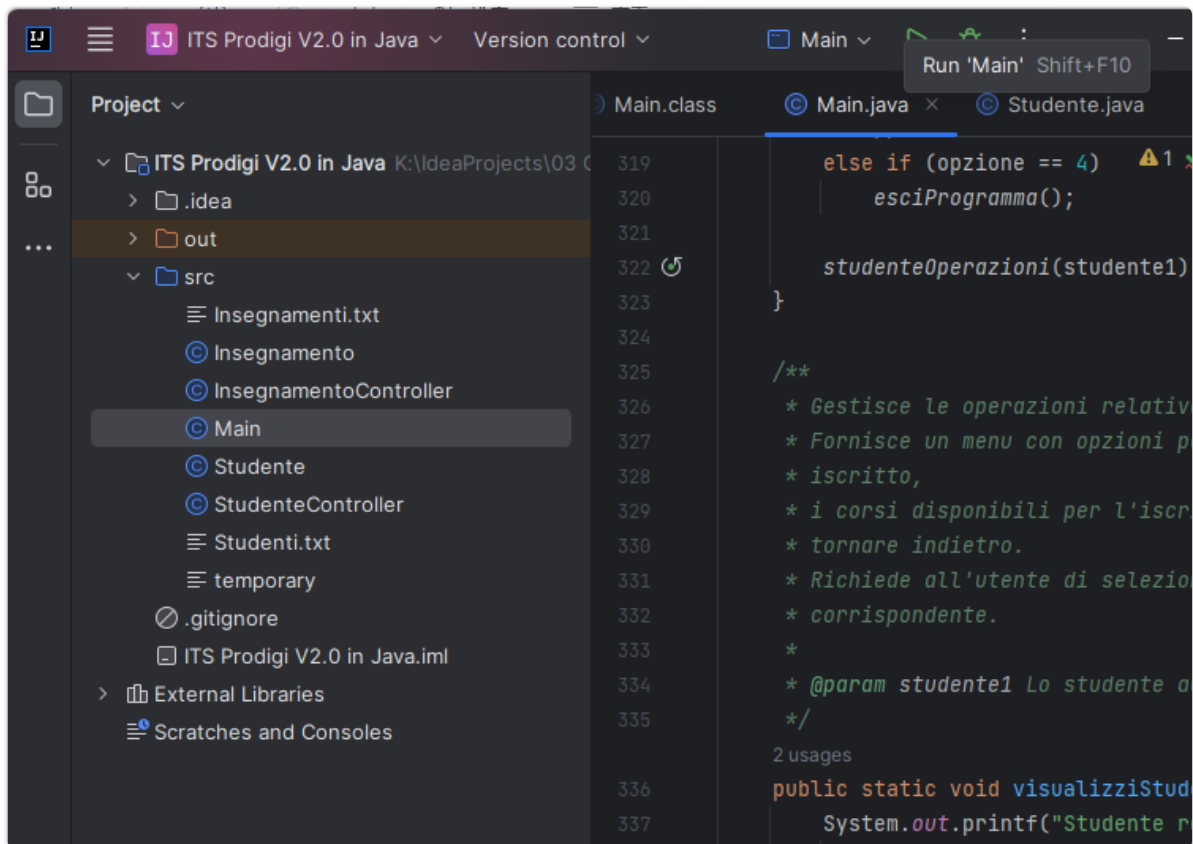 IJ
IJ ITS Prodigi V2.0 in Java Version control Main
Run 'Main' Shift+F10
Project
Main.class Main.java Studente.java
ITS Prodigi V2.0 in Java K:\IdeaProjects\03
.idea
out
src
Insegnamenti.txt
Insegnamento
InsegnamentoController
Main
Studente
StudenteController
Studenti.txt
temporary
.gitignore
ITS Prodigi V2.0 in Java.iml
External Libraries
Scratches and Consoles
319 else if (opzione == 4) 1
320 esciProgramma();
321
322 studenteOperazioni(studente1)
323 }
324
325 /**
326 * Gestisce le operazioni relativ
327 * Fornisce un menu con opzioni p
328 * iscritto,
329 * i corsi disponibili per l'iscr
330 * tornare indietro.
331 * Richiede all'utente di selezio
332 * corrispondente.
333 *
334 * @param studente1 Lo studente a
335 */
2 usages
336 public static void visualizziStud
337 System.out.printf("Studente r